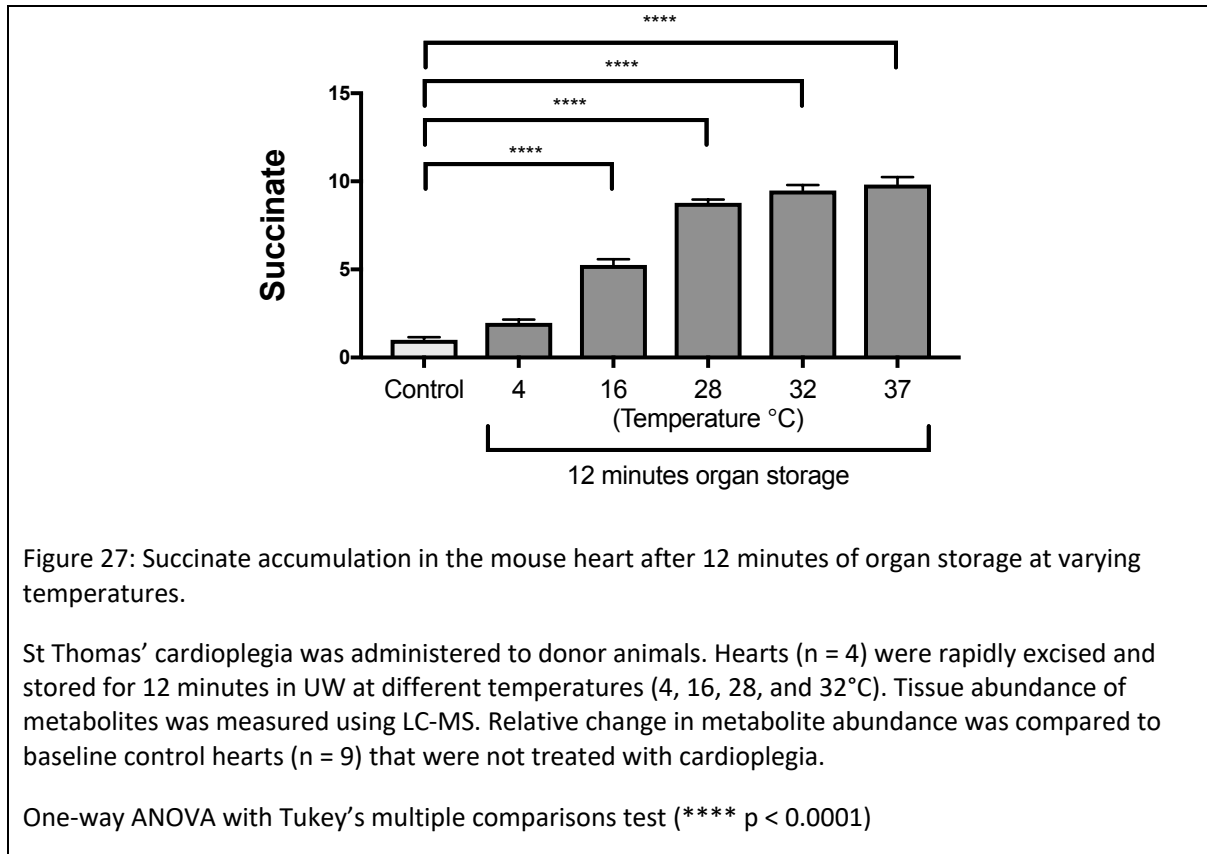 ****
****
****
****
15
10
5
0
Succinate
Control 4 16 28 32 37
(Temperature °C)
12 minutes organ storage
Figure 27: Succinate accumulation in the mouse heart after 12 minutes of organ storage at varying
temperatures.
St Thomas’ cardioplegia was administered to donor animals. Hearts (n = 4) were rapidly excised and
stored for 12 minutes in UW at different temperatures (4, 16, 28, and 32°C). Tissue abundance of
metabolites was measured using LC-MS. Relative change in metabolite abundance was compared to
baseline control hearts (n = 9) that were not treated with cardioplegia.
One-way ANOVA with Tukey’s multiple comparisons test (**** p < 0.0001)